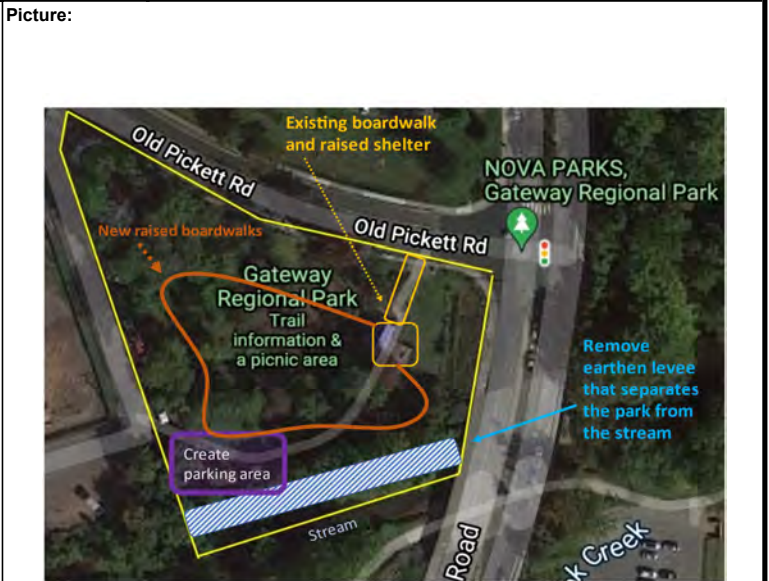 Picture:
Existing boardwalk
and raised shelter
Old Pickett Rd
NOVA PARKS,
Gateway Regional Park
Old Pickett Rd
New raised boardwalks
Gateway
Regional Park
Trail
information &
a picnic area
Remove
earthen levee
that separates
the park from
the stream
Create
parking area
Stream
Road
k Creek